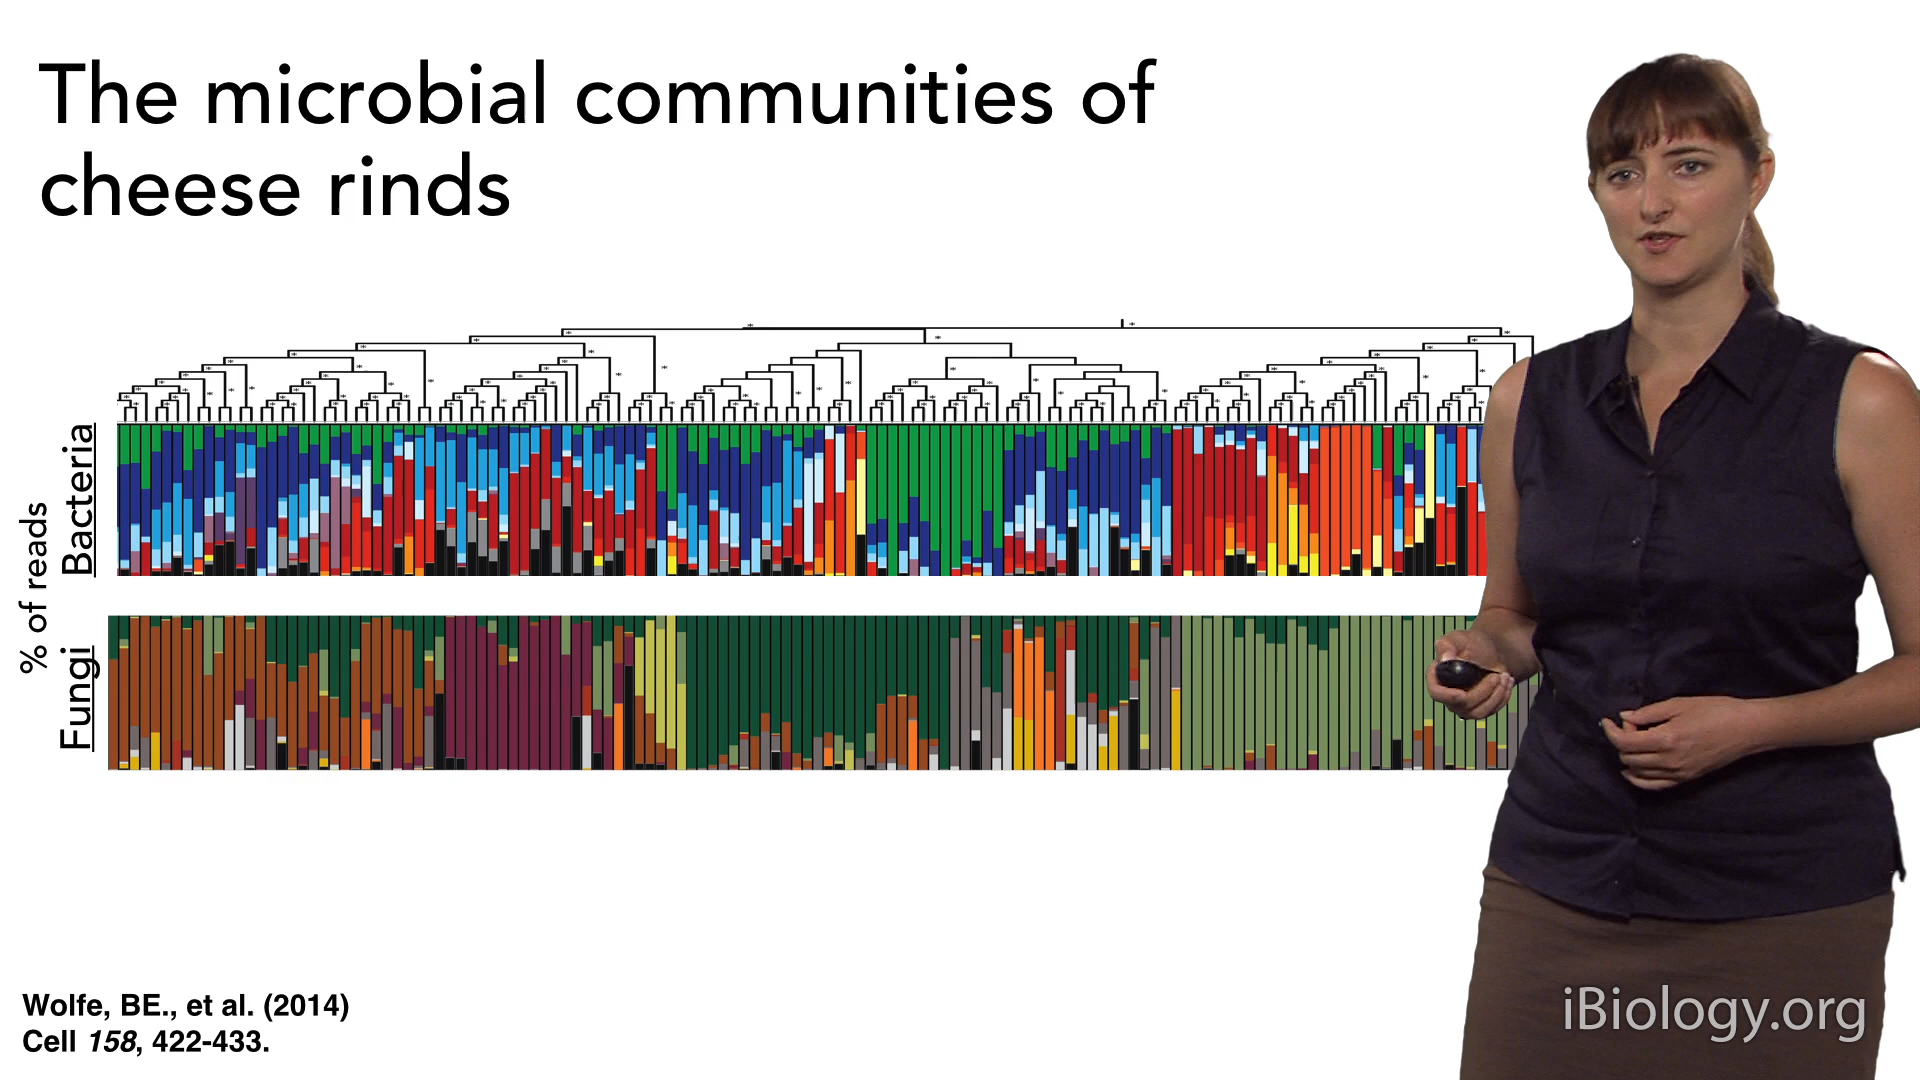 The microbial communities of
cheese rinds
% of reads
Bacteria
Fungi
Wolfe, BE., et al. (2014)
Cell 158, 422-433.
iBiology.org